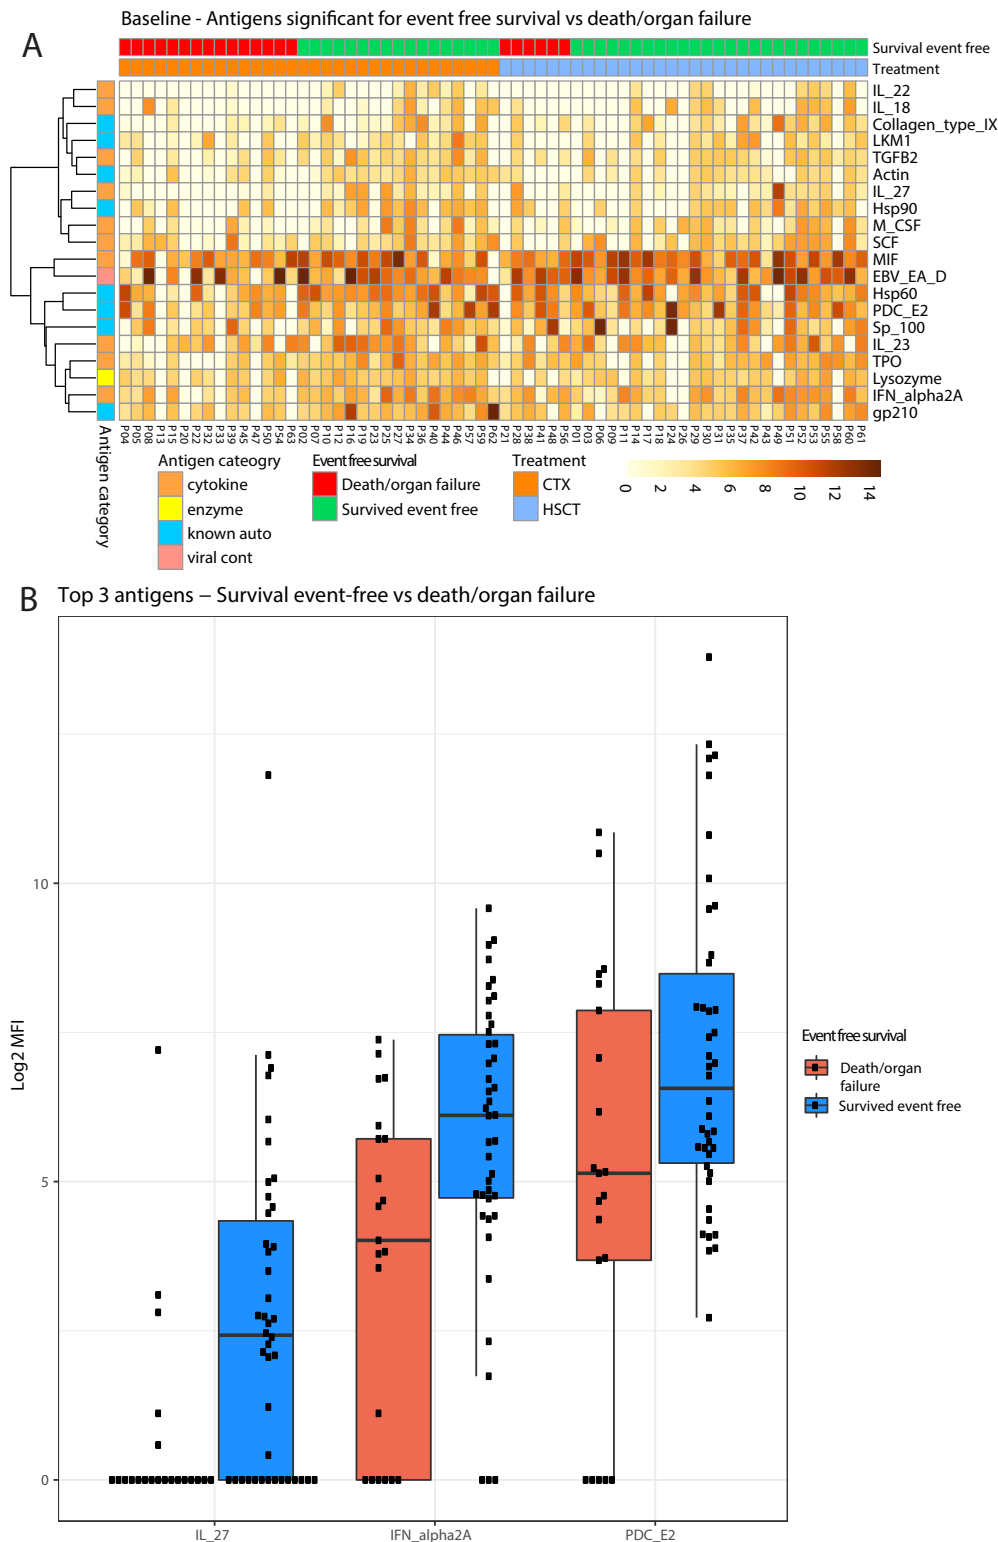 Baseline - Antigens significant for event free survival vs death/organ failure
A
Survival event free
Treatment
IL_22
IL_18
Collagen_type_IX
LKM1
TGFB2
Actin
IL_27
Hsp90
M_CSF
SCF
MIF
EBV_EA_D
Hsp60
PDC_E2
Sp_100
IL_23
TPO
Lysozyme
IFN_alpha2A
gp210
P04 P05 P08 P13 P15 P20 P22 P32 P33 P39 P45 P47 P50 P54 P63 P02 P07 P10 P12 P16 P19 P23 P25 P27 P34 P36 P40 P44 P46 P57 P59 P62 P21 P28 P38 P41 P48 P56 P01 P03 P06 P09 P11 P14 P17 P18 P24 P26 P29 P30 P31 P35 P37 P42 P43 P49 P51 P52 P53 P55 P58 P60 P61
Antigen category
Antigen cateogry
cytokine
enzyme
known auto
viral cont
Event free survival
Death/organ failure
Survived event free
Treatment
CTX
HSCT
0 2 4 6 8 10 12 14
B
Top 3 antigens – Survival event-free vs death/organ failure
Log2 MFI
10
5
0
IL_27 IFN_alpha2A PDC_E2
Event free survival
Death/organ
failure
Survived event free